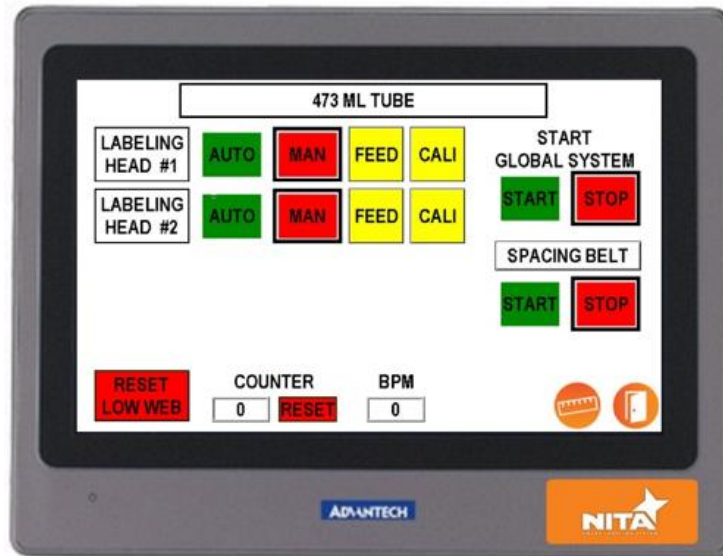 473 ML TUBE
LABELING
HEAD #1
AUTO
MAN
FEED
CALI
START
GLOBAL SYSTEM
START
STOP
LABELING
HEAD #2
AUTO
MAN
FEED
CALI
SPACING BELT
START
STOP
RESET
LOW WEB
COUNTER
0
RESET
BPM
0
ADVANTECH
NITA